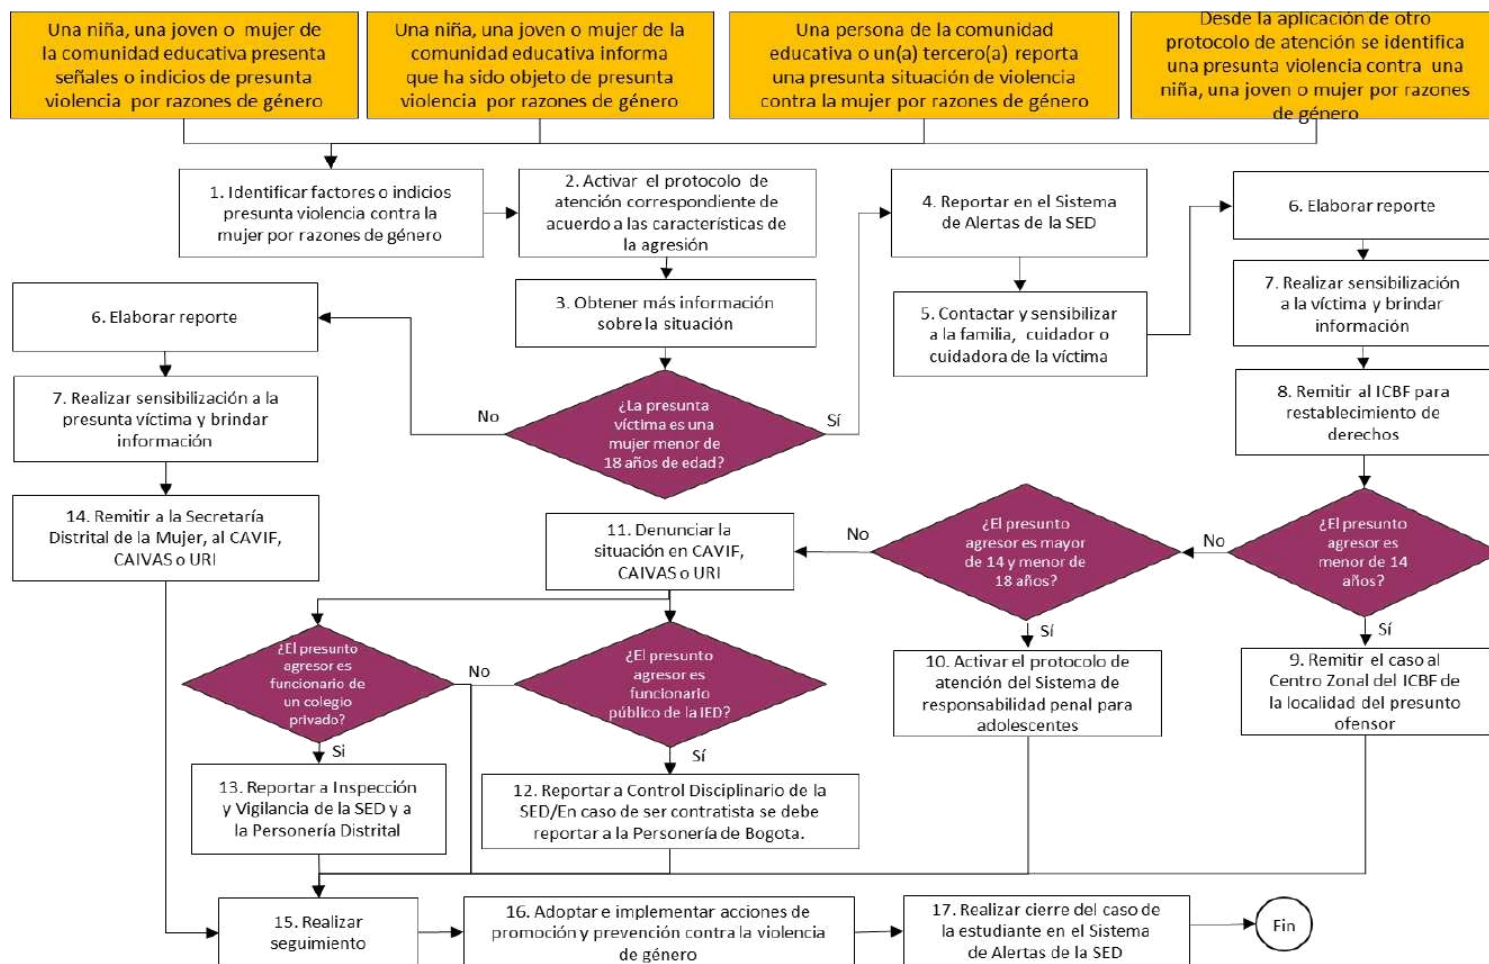 Una niña, una joven o mujer de
la comunidad educativa presenta
señales o indicios de presunta
violencia por razones de género
Una niña, una joven o mujer de la
comunidad educativa informa
que ha sido objeto de presunta
violencia por razones de género
Una persona de la comunidad
educativa o un(a) tercero(a) reporta
una presunta situación de violencia
contra la mujer por razones de género
Desde la aplicación de otro
protocolo de atención se identifica
una presunta violencia contra una
niña, una joven o mujer por razones
de género
1. Identificar factores o indicios
presunta violencia contra la
mujer por razones de género
2. Activar el protocolo de
atención correspondiente de
acuerdo a las características de
la agresión
4. Reportar en el Sistema
de Alertas de la SED
6. Elaborar reporte
3. Obtener más información
sobre la situación
5. Contactar y sensibilizar
a la familia, cuidador o
cuidadora de la víctima
7. Realizar sensibilización
a la víctima y brindar
información
6. Elaborar reporte
7. Realizar sensibilización a la
presunta víctima y brindar
información
No
¿La presunta
víctima es una
mujer menor de
18 años de edad?
Sí
8. Remitir al ICBF para
restablecimiento de
derechos
14. Remitir a la Secretaría
Distrital de la Mujer, al CAVIF,
CAIVAS o URI
11. Denunciar la
situación en CAVIF,
CAIVAS o URI
No
¿El presunto
agresor es mayor
de 14 y menor de
18 años?
No
¿El presunto
agresor es
menor de 14
años?
Sí
Sí
¿El presunto
agresor es
funcionario de
un colegio
privado?
No
¿El presunto
agresor es
funcionario
público de la IED?
10. Activar el protocolo de
atención del Sistema de
responsabilidad penal para
adolescentes
9. Remitir el caso al
Centro Zonal del ICBF de
la localidad del presunto
ofensor
Si
Sí
13. Reportar a Inspección
y Vigilancia de la SED y a
la Personería Distrital
12. Reportar a Control Disciplinario de la
SED/En caso de ser contratista se debe
reportar a la Personería de Bogota.
15. Realizar
seguimiento
16. Adoptar e implementar acciones de
promoción y prevención contra la violencia
de género
17. Realizar cierre del caso de
la estudiante en el Sistema
de Alertas de la SED
Fin